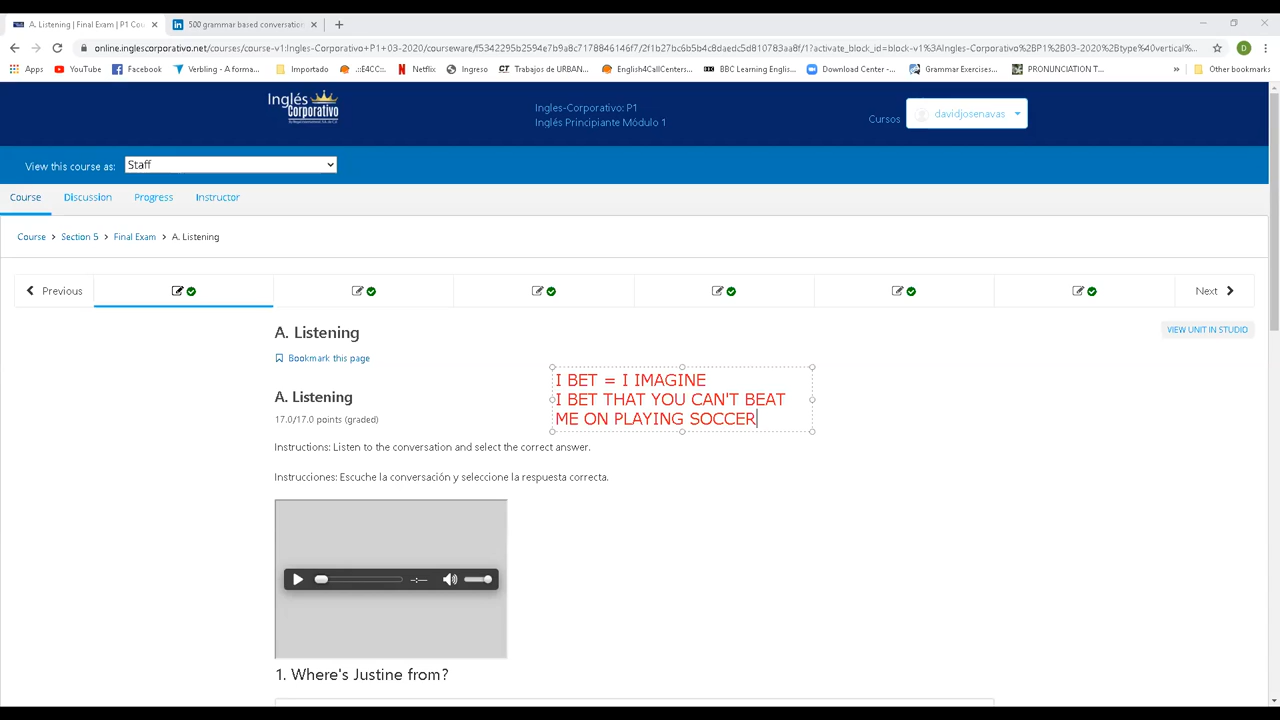 A. Listening | Final Exam | P1 Cou
500 grammar based conversation
online.inglescorporativo.net/courses/course-v1:Ingles-Corporativo+P1+03-2020/courseware/f5342295b2594e7b9a8c7178846146f7/2f1b27bc6b5b4c8daedc5d810783aa8f/1?activate_block_id=block-v1%3AIngles-Corporativo%2BP1%2B03-2020%2Btype@vertical...
D
Apps YouTube Facebook Verbling - A forma... Importado .::E4CC::. Netflix Ingreso Trabajos de URBAN... English4CallCenters... BBC Learning Englis... Download Center -... Grammar Exercises... PRONUNCIATION T... » Other bookmarks
Inglés
corporativo
Ingles-Corporativo: P1
Inglés Principiante Módulo 1
Cursos
davidjosenavas
View this course as: Staff
Course Discussion Progress Instructor
Course > Section 5 > Final Exam > A. Listening
Previous Next
A. Listening
VIEW UNIT IN STUDIO
Bookmark this page
I BET = I IMAGINE
I BET THAT YOU CAN'T BEAT
ME ON PLAYING SOCCER
A. Listening
17.0/17.0 points (graded)
Instructions: Listen to the conversation and select the correct answer.
Instrucciones: Escuche la conversación y seleccione la respuesta correcta.
-:--
1. Where's Justine from?